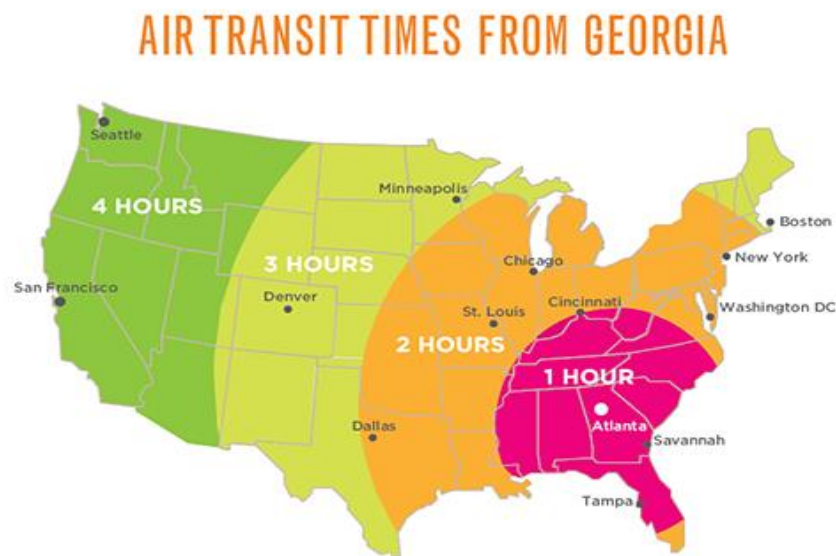 AIR TRANSIT TIMES FROM GEORGIA
Seattle
Minneapolis
4 HOURS
Boston
New York
3 HOURS
Chicago
San Francisco
Denver
St. Louis
Cincinnati
Washington DC
2 HOURS
1 HOUR
Dallas
Atlanta
Savannah
Tampa